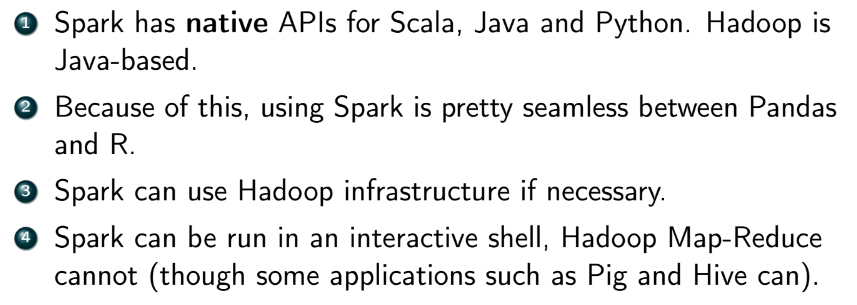 1 Spark has native APIs for Scala, Java and Python. Hadoop is
Java-based.
2 Because of this, using Spark is pretty seamless between Pandas
and R.
3 Spark can use Hadoop infrastructure if necessary.
4 Spark can be run in an interactive shell, Hadoop Map-Reduce
cannot (though some applications such as Pig and Hive can).